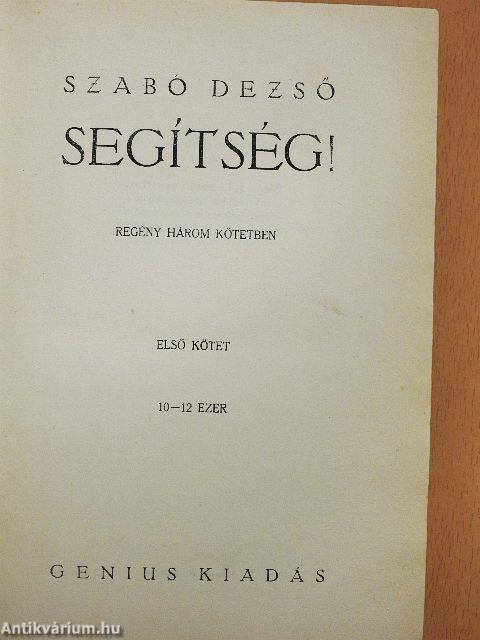 SZABÓ DEZSŐ
SEGÍTSÉG!
REGÉNY HÁROM KÖTETBEN
ELSŐ KÖTET
10—12 EZER
GENIUS KIADÁS
Antikvárium.hu